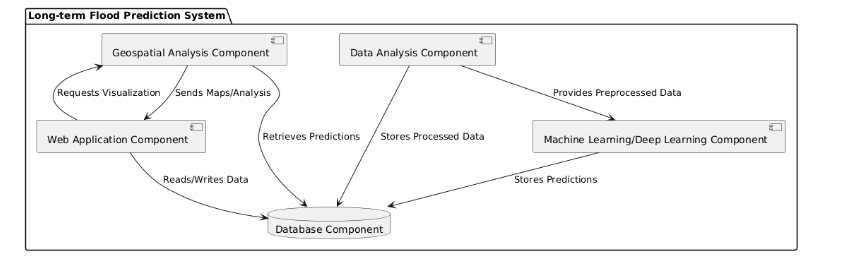 Long-term Flood Prediction System
Geospatial Analysis Component
Data Analysis Component
Requests Visualization
Sends Maps/Analysis
Provides Preprocessed Data
Web Application Component
Retrieves Predictions
Stores Processed Data
Machine Learning/Deep Learning Component
Reads/Writes Data
Stores Predictions
Database Component